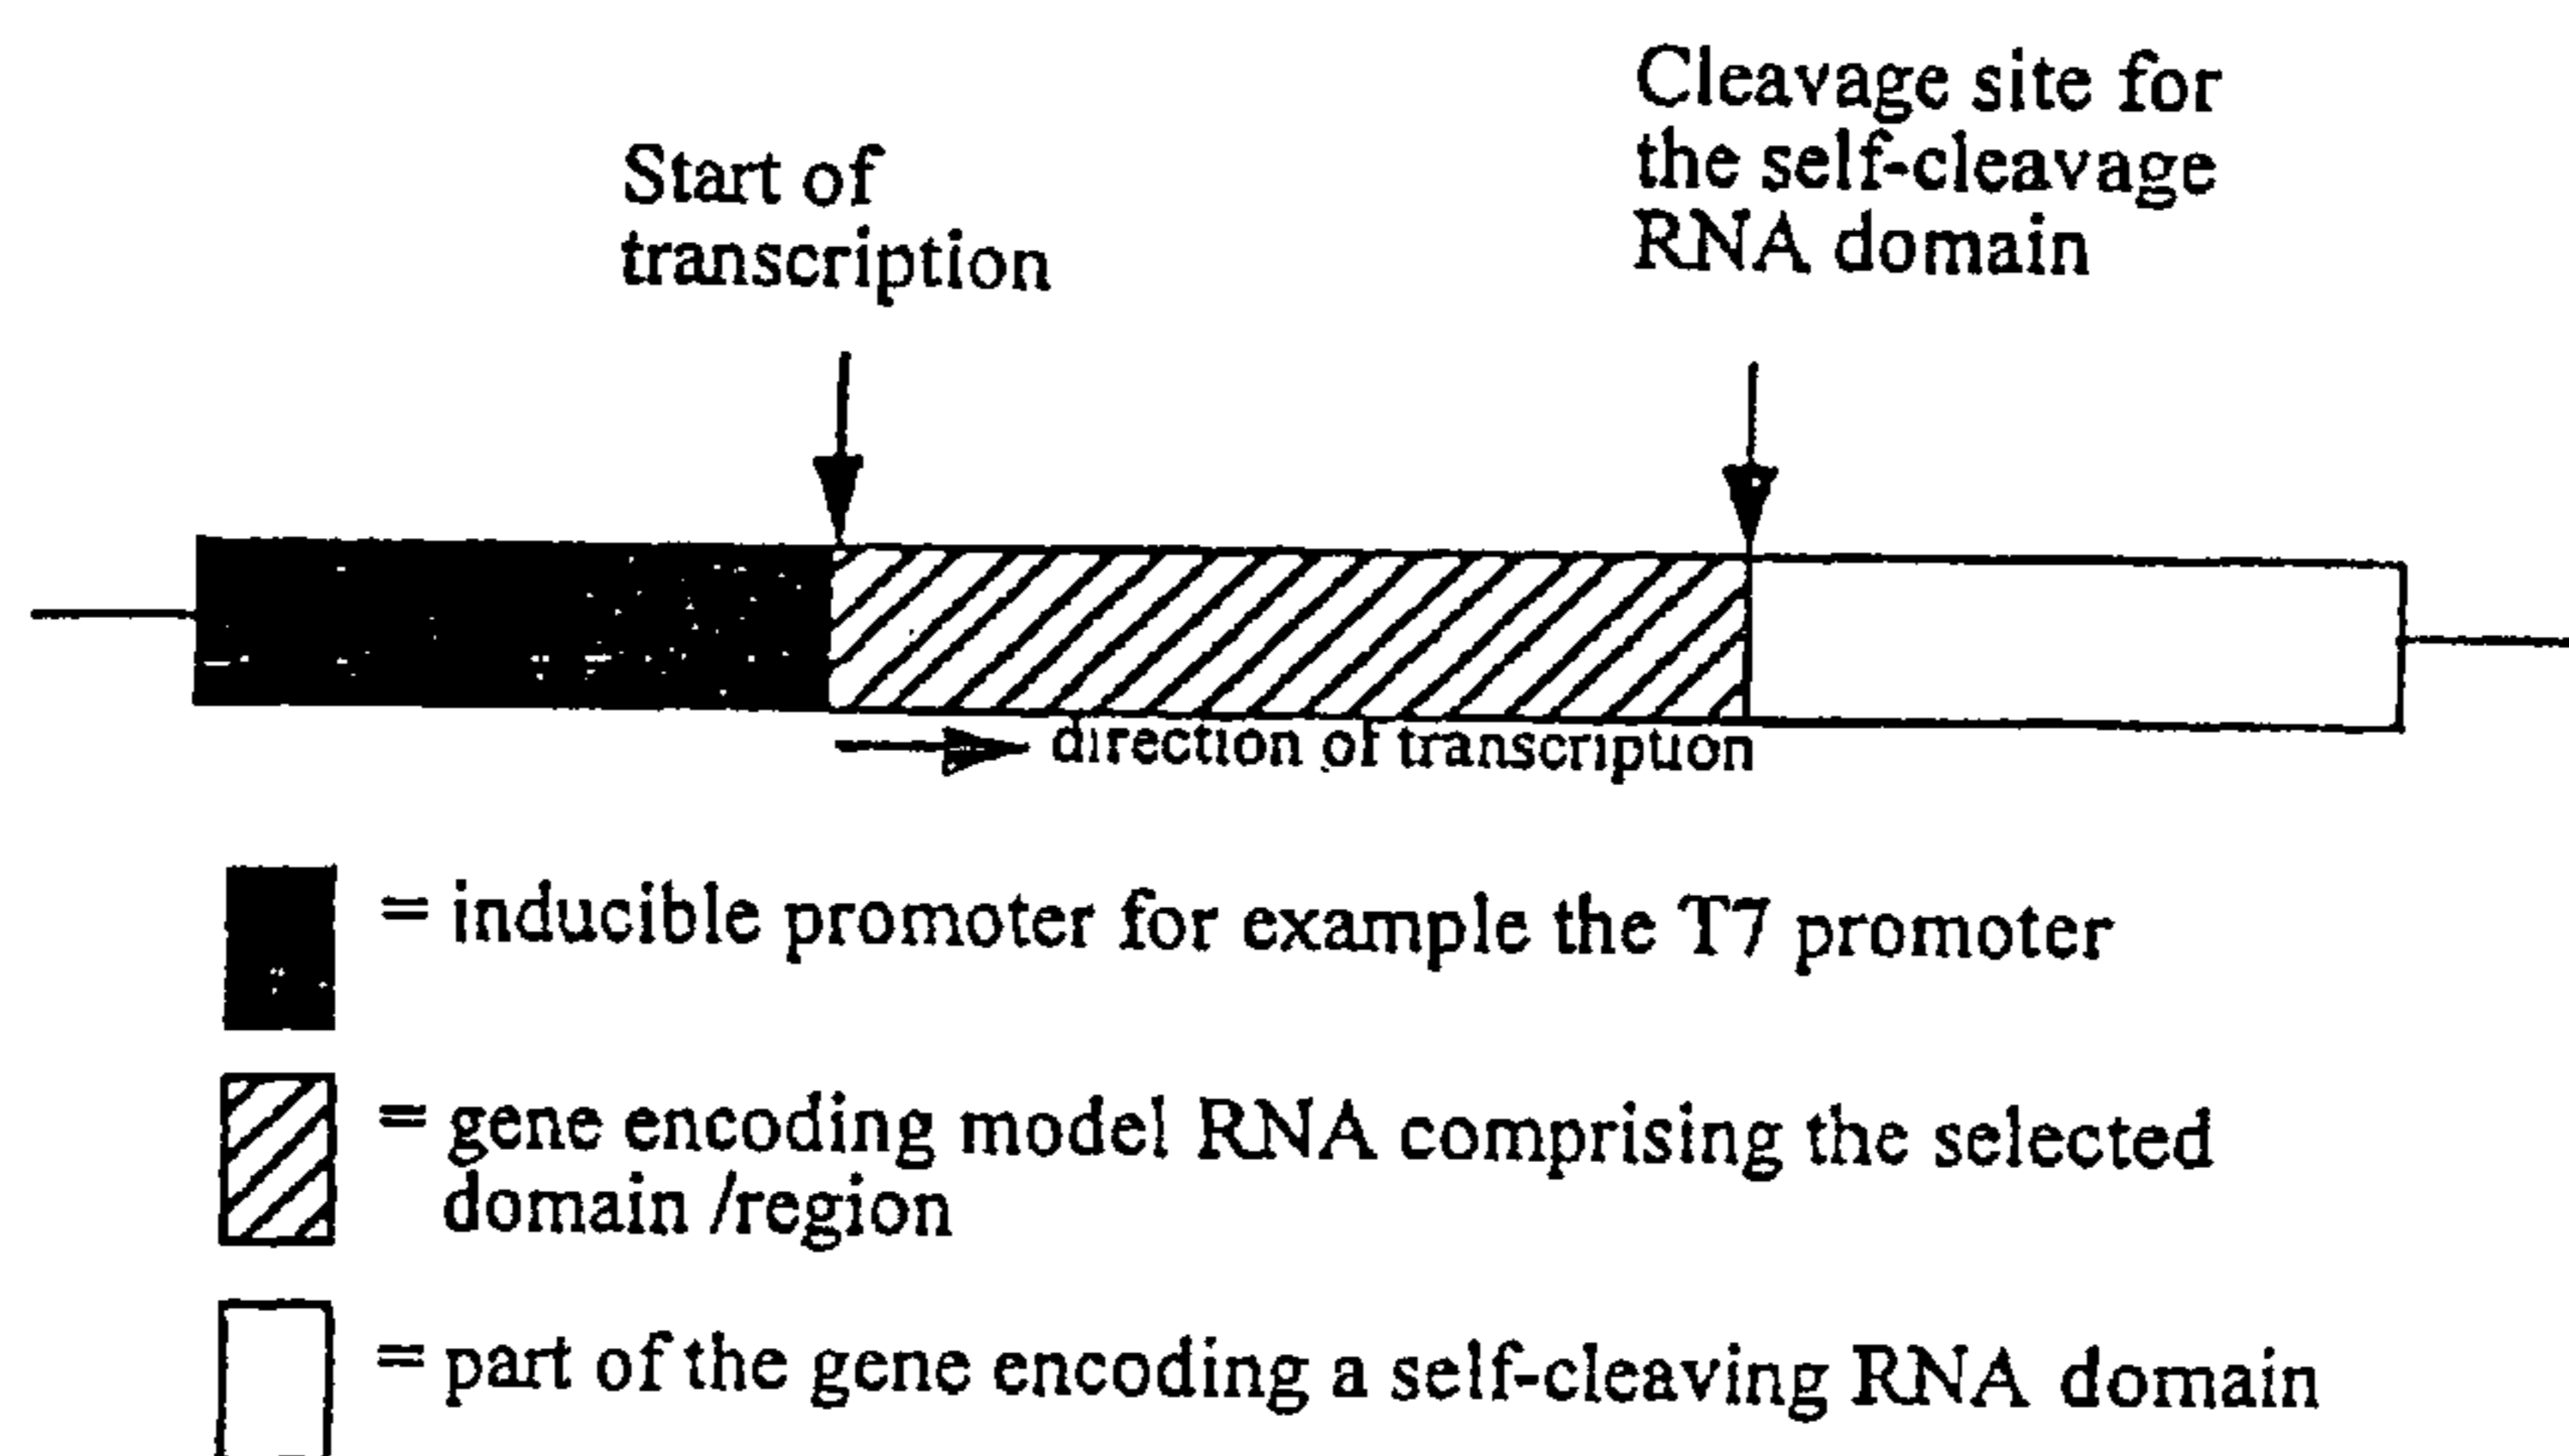 Start of
transcription
Cleavage site for
the self-cleavage
RNA domain
direction of transcription
= inducible promoter for example the T7 promoter
= gene encoding model RNA comprising the selected
domain /region
= part of the gene encoding a self-cleaving RNA domain